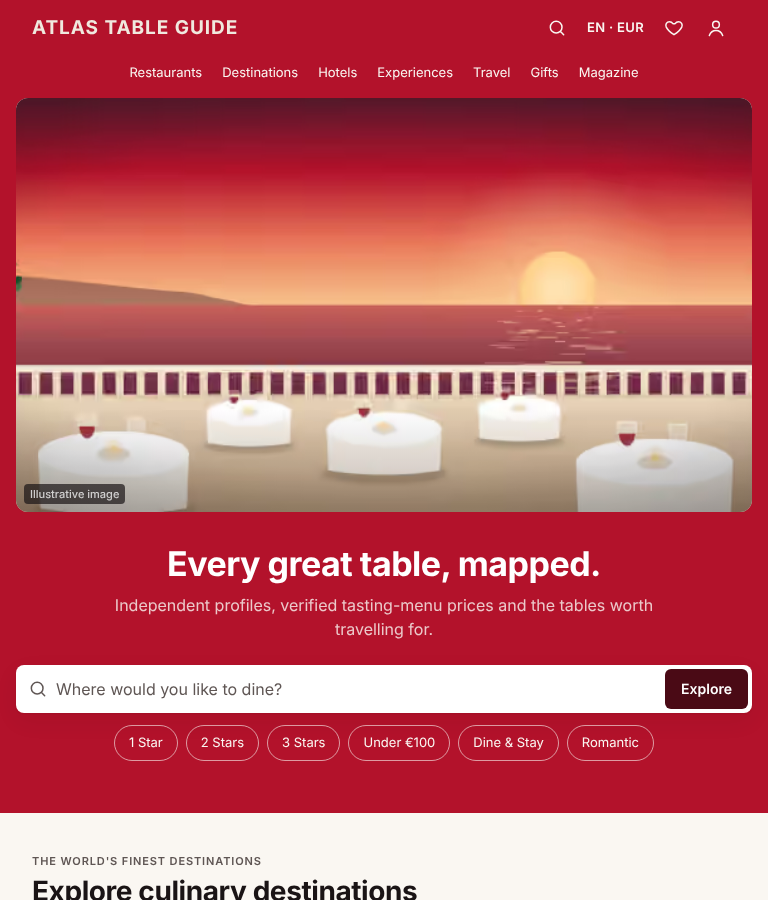 ATLAS TABLE GUIDE
EN · EUR
Restaurants Destinations Hotels Experiences Travel Gifts Magazine
Illustrative image
Every great table, mapped.
Independent profiles, verified tasting-menu prices and the tables worth
travelling for.
Where would you like to dine?
Explore
1 Star 2 Stars 3 Stars Under €100 Dine & Stay Romantic
THE WORLD'S FINEST DESTINATIONS
Explore culinary destinations